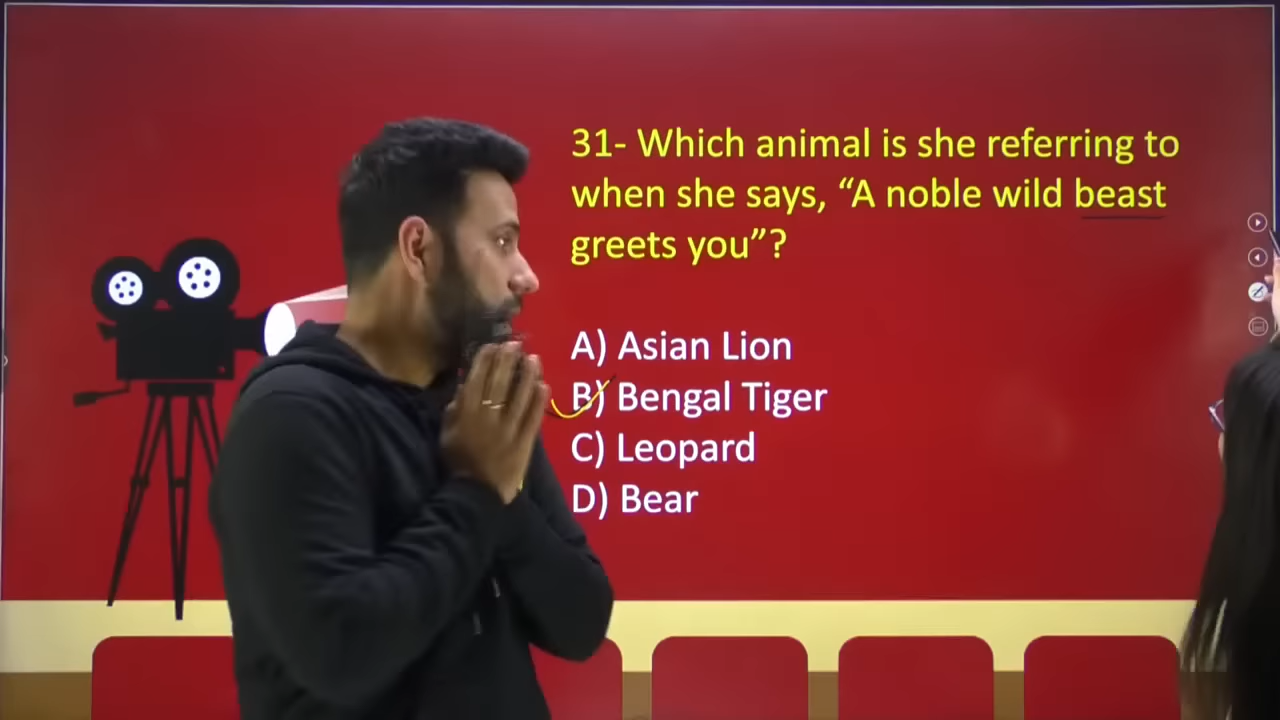 31- Which animal is she referring to
when she says, “A noble wild beast
greets you”?
A) Asian Lion
B) Bengal Tiger
C) Leopard
D) Bear